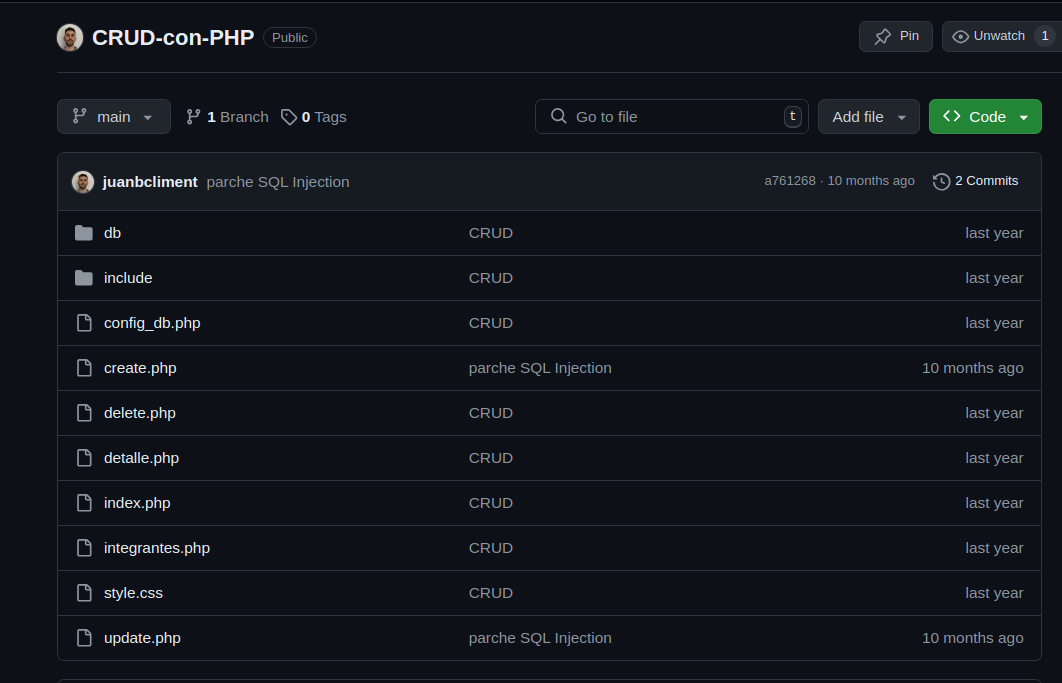 CRUD-con-PHP Public Pin Unwatch 1
main 1 Branch 0 Tags Go to file t Add file Code
juanbcliment parche SQL Injection a761268 · 10 months ago 2 Commits
db CRUD last year
include CRUD last year
config_db.php CRUD last year
create.php parche SQL Injection 10 months ago
delete.php CRUD last year
detalle.php CRUD last year
index.php CRUD last year
integrantes.php CRUD last year
style.css CRUD last year
update.php parche SQL Injection 10 months ago